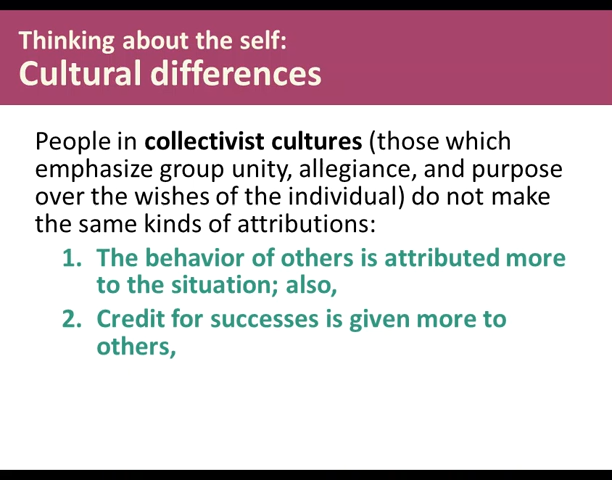 Thinking about the self:
Cultural differences
People in collectivist cultures (those which
emphasize group unity, allegiance, and purpose
over the wishes of the individual) do not make
the same kinds of attributions:
1. The behavior of others is attributed more
to the situation; also,
2. Credit for successes is given more to
others,